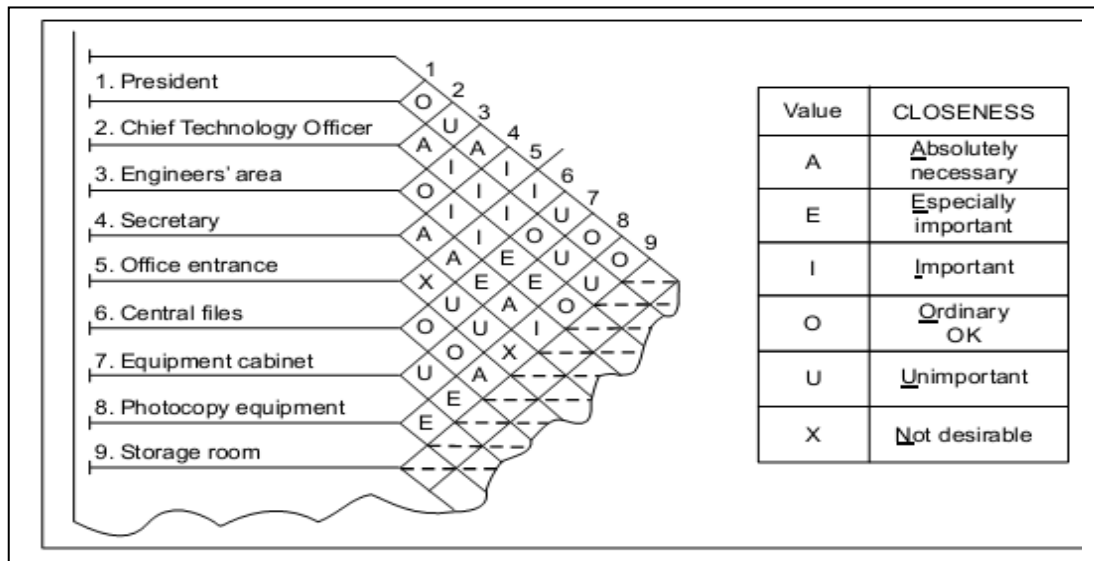 1
2
3
4
5
6
7
8
9
1. President
O
U
2. Chief Technology Officer
A A
I I
3. Engineers' area
O I I
I I U
4. Secretary
A I O O
A E U O
5. Office entrance
X E E U
U A O
6. Central files
O U I
O X
7. Equipment cabinet
U A
E
8. Photocopy equipment
E
9. Storage room
Value CLOSENESS
A Absolutely
necessary
E Especially
important
I Important
O Ordinary
OK
U Unimportant
X Not desirable